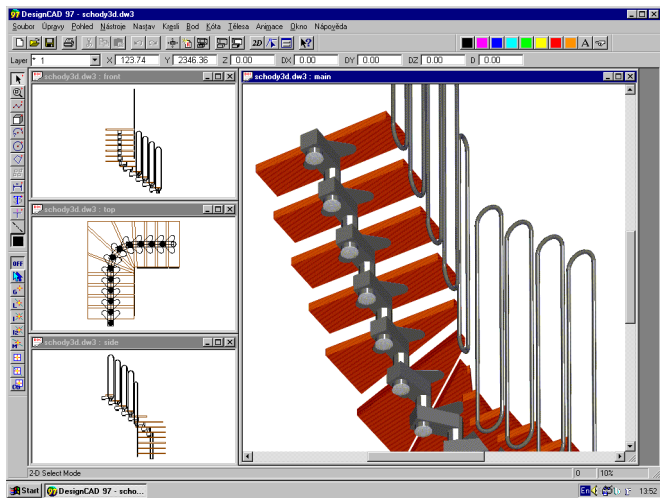 DesignCAD 97 - schody3d.dw3
Soubor Úpravy Pohled Nástroje Nastav Kresli Bod Kóta Tělesa Animace Okno Nápověda
2D A
Layer * 1 X 123.74 Y 2346.36 Z 0.00 DX 0.00 DY 0.00 DZ 0.00 D 0.00
schody3d.dw3 : front
schody3d.dw3 : main
schody3d.dw3 : top
schody3d.dw3 : side
T
OFF
2-D Select Mode 0 10%
Start DesignCAD 97 - scho... En 13:52